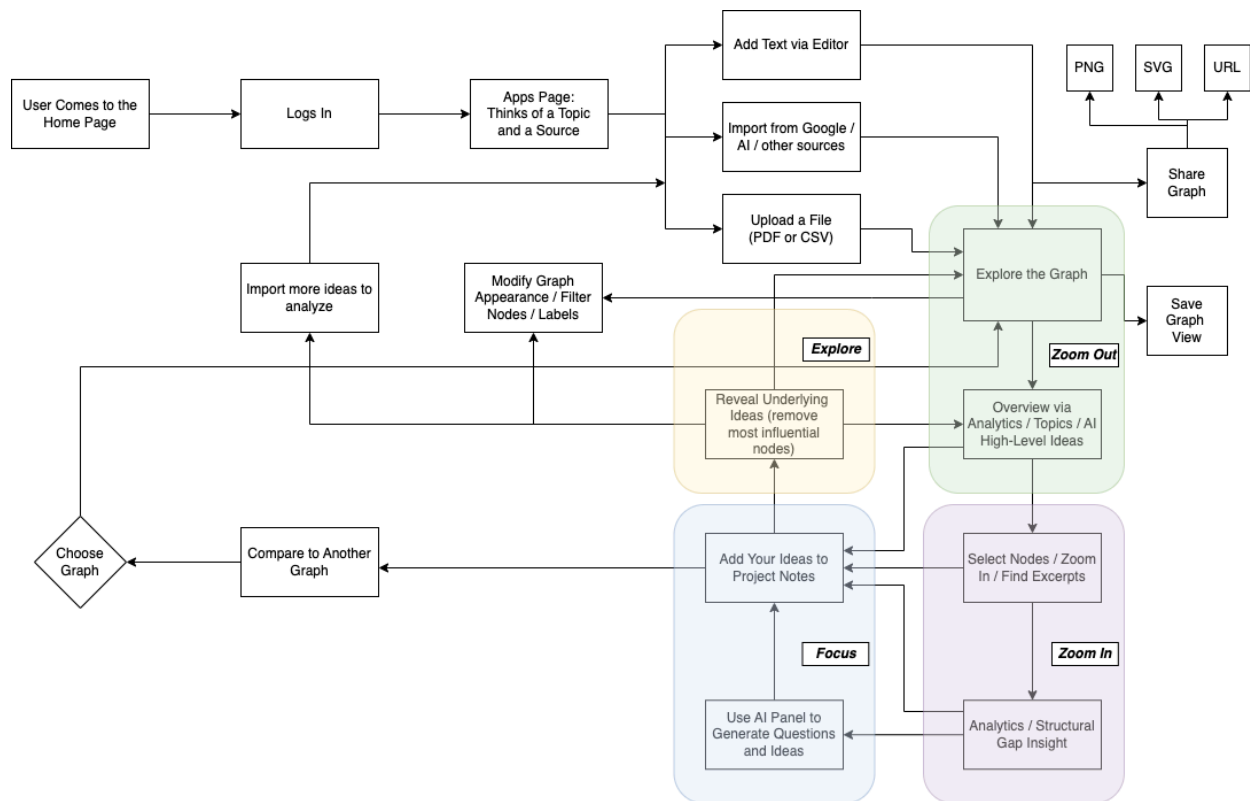 Add Text via Editor
PNG
SVG
URL
User Comes to the
Home Page
Logs In
Apps Page:
Thinks of a Topic
and a Source
Import from Google /
AI / other sources
Share
Graph
Upload a File
(PDF or CSV)
Import more ideas to
analyze
Modify Graph
Appearance / Filter
Nodes / Labels
Explore the Graph
Save
Graph
View
Explore
Zoom Out
Reveal Underlying
Ideas (remove
most influential
nodes)
Overview via
Analytics / Topics / AI
High-Level Ideas
Choose
Graph
Compare to Another
Graph
Add Your Ideas to
Project Notes
Select Nodes / Zoom
In / Find Excerpts
Focus
Zoom In
Use AI Panel to
Generate Questions
and Ideas
Analytics / Structural
Gap Insight